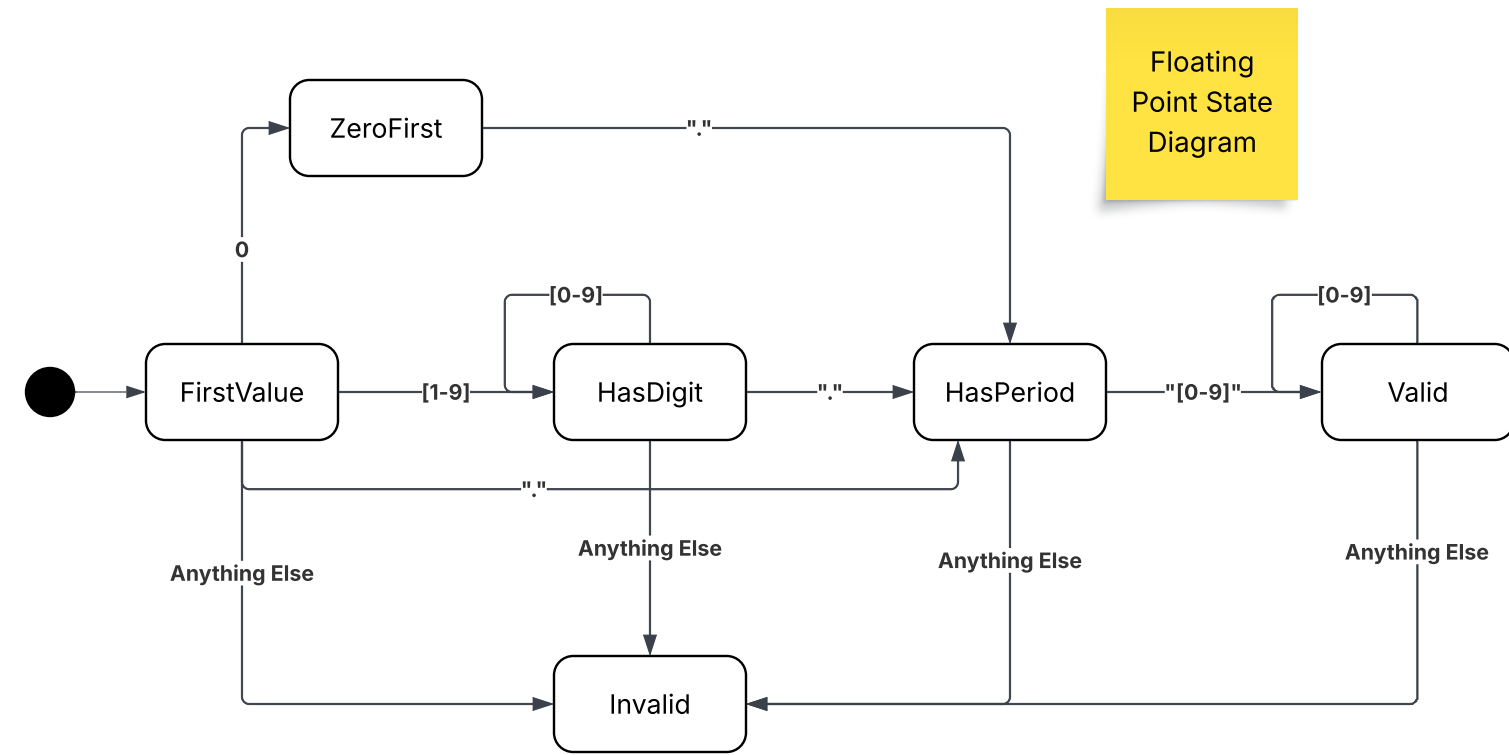 Floating
Point State
Diagram
ZeroFirst
"."
0
[0-9]
[0-9]
FirstValue
[1-9]
HasDigit
"."
HasPeriod
"[0-9]"
Valid
"."
Anything Else
Anything Else
Anything Else
Anything Else
Invalid